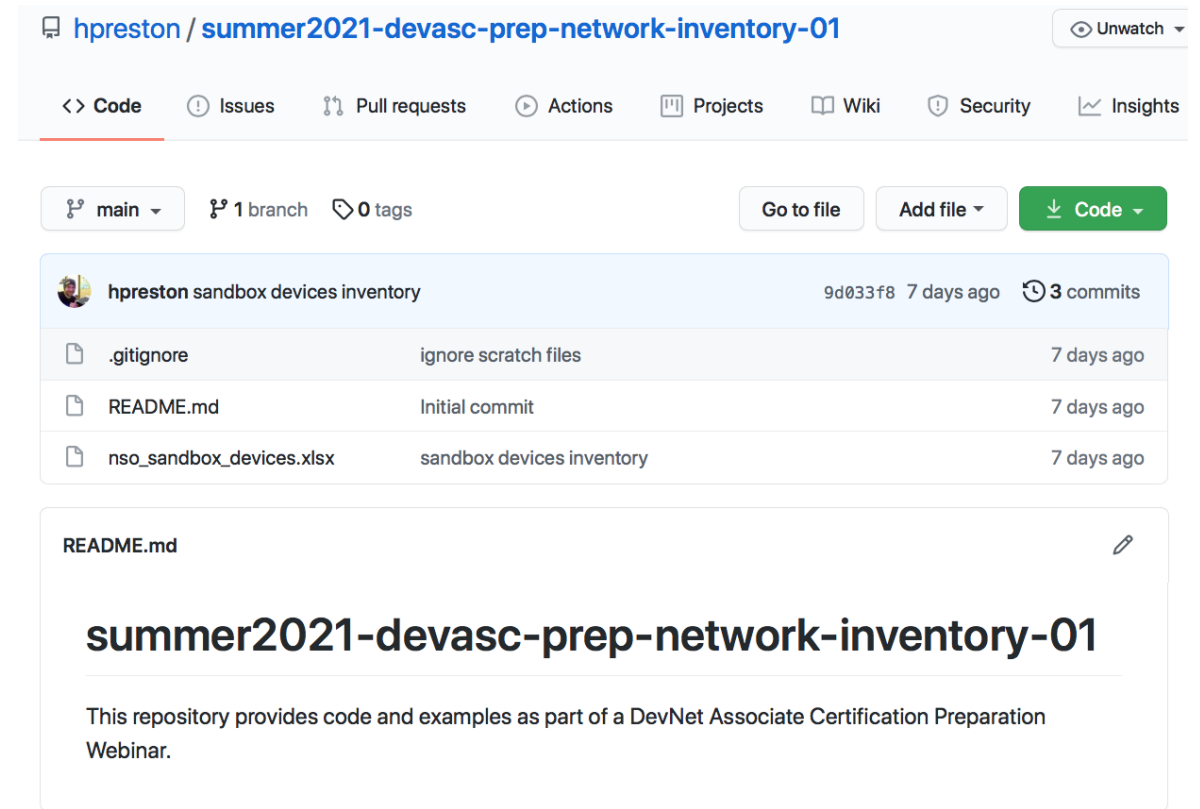 hpreston / summer2021-devasc-prep-network-inventory-01 Unwatch
Code Issues Pull requests Actions Projects Wiki Security Insights
main 1 branch 0 tags Go to file Add file Code
hpreston sandbox devices inventory 9d033f8 7 days ago 3 commits
.gitignore ignore scratch files 7 days ago
README.md Initial commit 7 days ago
nso_sandbox_devices.xlsx sandbox devices inventory 7 days ago
README.md
summer2021-devasc-prep-network-inventory-01
This repository provides code and examples as part of a DevNet Associate Certification Preparation
Webinar.